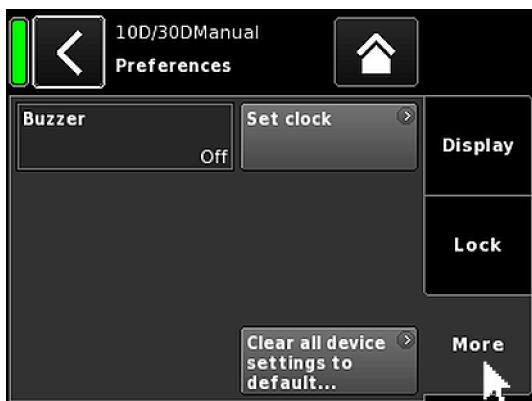 10D/30DManual
Preferences
Buzzer
Off
Set clock
Display
Lock
Clear all device
settings to
default...
More